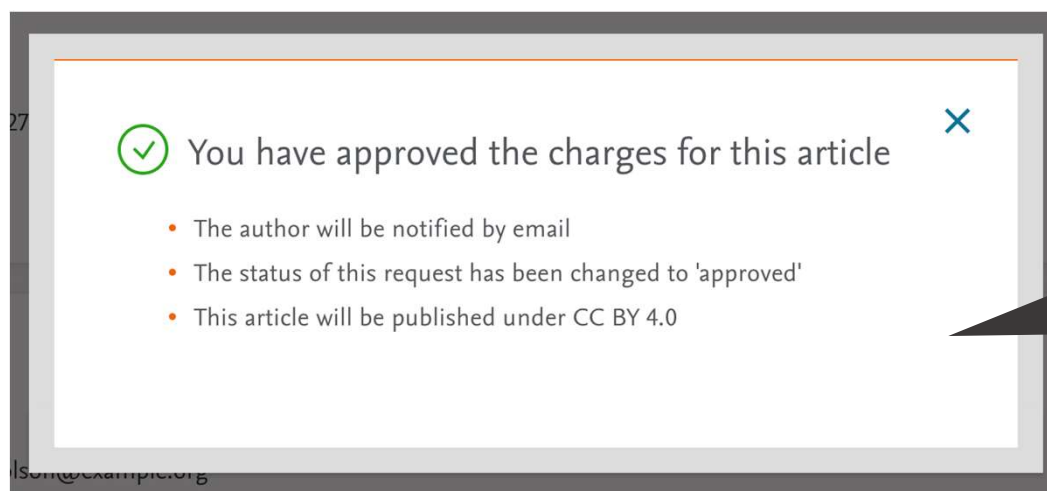 27
You have approved the charges for this article
The author will be notified by email
The status of this request has been changed to 'approved'
This article will be published under CC BY 4.0